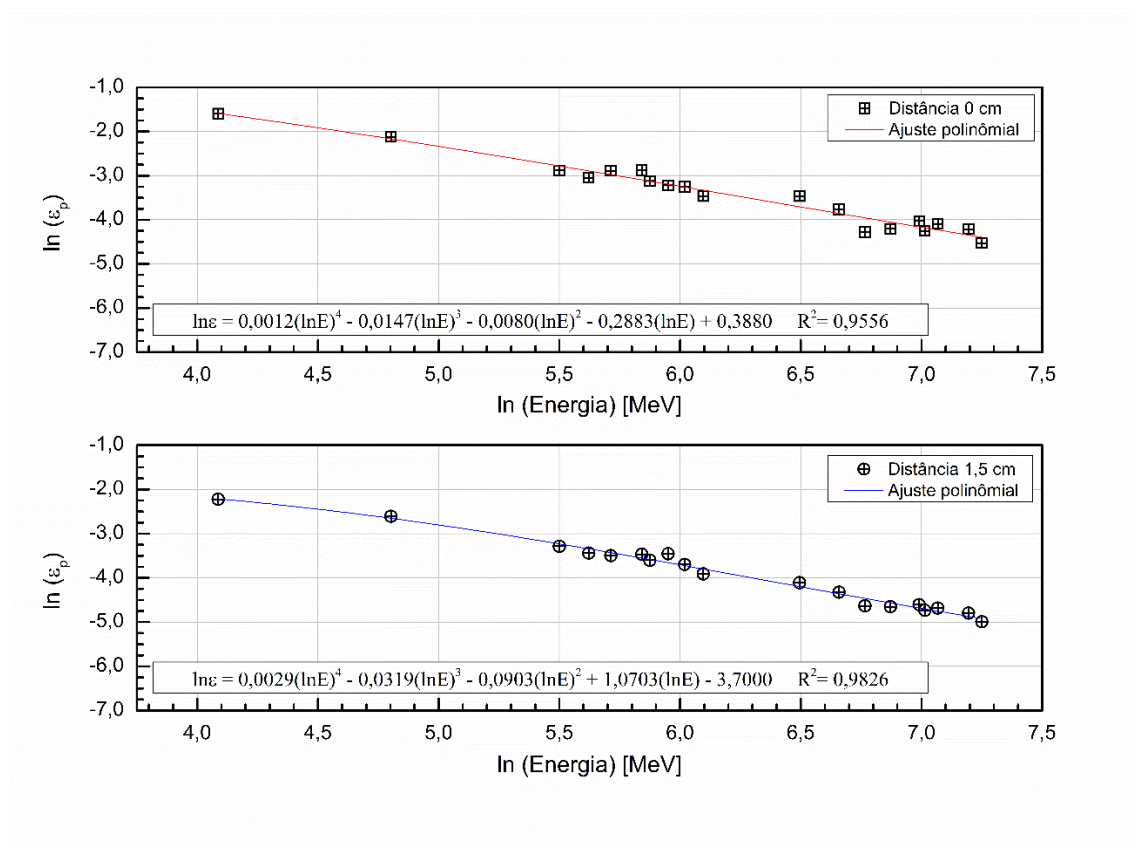 -1,0
-2,0
-3,0
-4,0
-5,0
-6,0
-7,0
ln (εp)
Distância 0 cm
Ajuste polinômial
lnε = 0,0012(lnE)^4 - 0,0147(lnE)^3 - 0,0080(lnE)^2 - 0,2883(lnE) + 0,3880 R^2= 0,9556
4,0 4,5 5,0 5,5 6,0 6,5 7,0 7,5
ln (Energia) [MeV]
-1,0
-2,0
-3,0
-4,0
-5,0
-6,0
-7,0
ln (εp)
Distância 1,5 cm
Ajuste polinômial
lnε = 0,0029(lnE)^4 - 0,0319(lnE)^3 - 0,0903(lnE)^2 + 1,0703(lnE) - 3,7000 R^2= 0,9826
4,0 4,5 5,0 5,5 6,0 6,5 7,0 7,5
ln (Energia) [MeV]